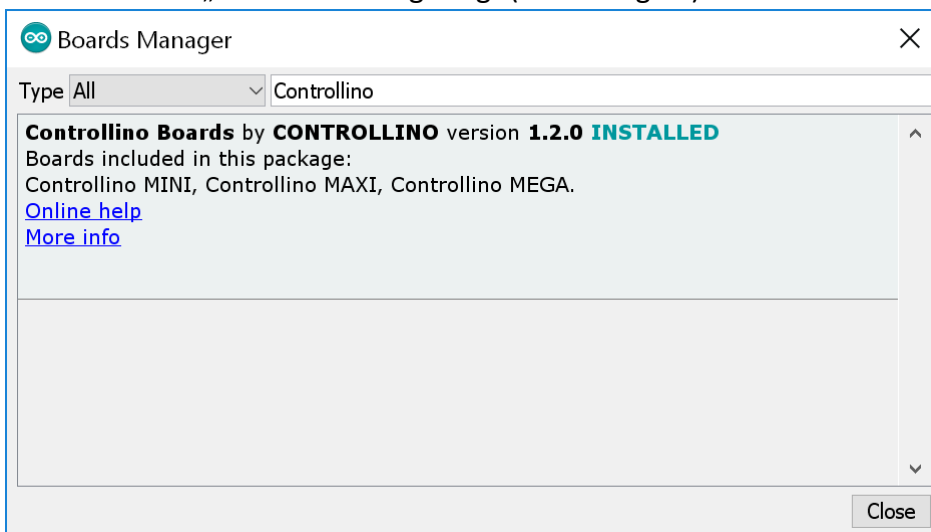 Boards Manager
Type All Controllino
Controllino Boards by CONTROLLINO version 1.2.0 INSTALLED
Boards included in this package:
Controllino MINI, Controllino MAXI, Controllino MEGA.
Online help
More info
Close